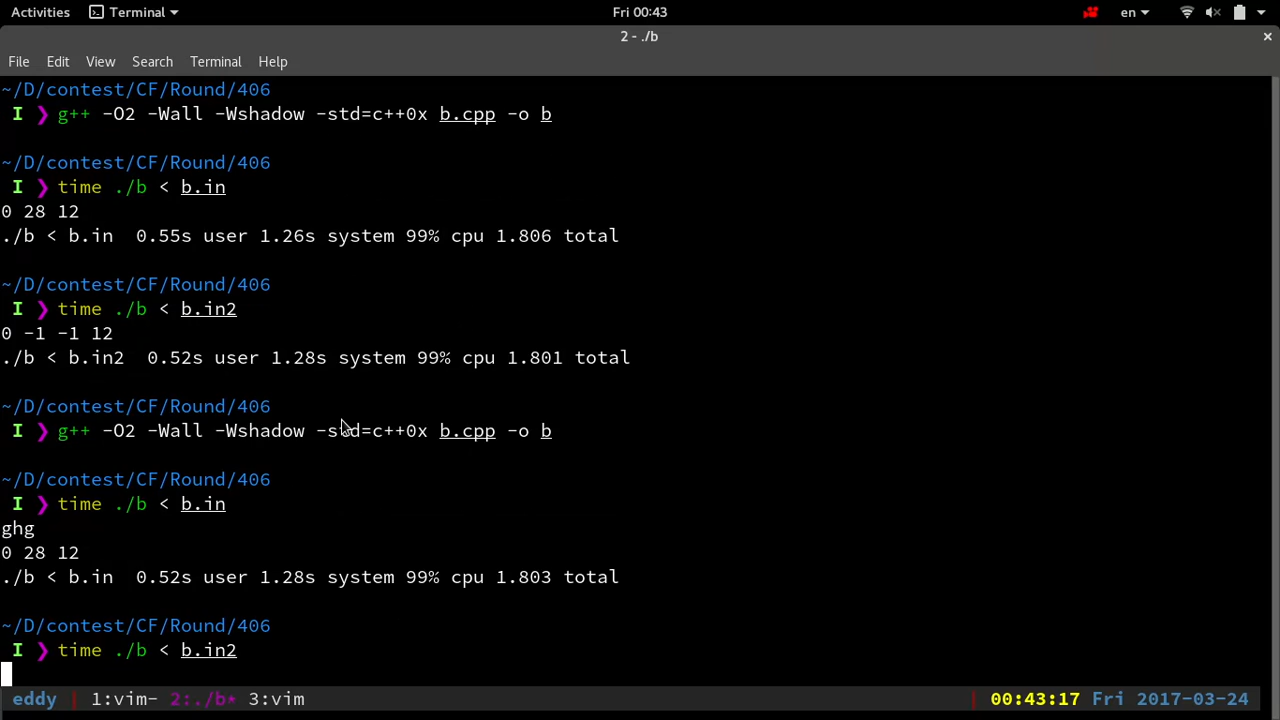 Activities Terminal Fri 00:43 en
2 - ./b ×
File Edit View Search Terminal Help
~/D/contest/CF/Round/406
I ❯ g++ -O2 -Wall -Wshadow -std=c++0x b.cpp -o b
~/D/contest/CF/Round/406
I ❯ time ./b < b.in
0 28 12
./b < b.in 0.55s user 1.26s system 99% cpu 1.806 total
~/D/contest/CF/Round/406
I ❯ time ./b < b.in2
0 -1 -1 12
./b < b.in2 0.52s user 1.28s system 99% cpu 1.801 total
~/D/contest/CF/Round/406
I ❯ g++ -O2 -Wall -Wshadow -std=c++0x b.cpp -o b
~/D/contest/CF/Round/406
I ❯ time ./b < b.in
ghg
0 28 12
./b < b.in 0.52s user 1.28s system 99% cpu 1.803 total
~/D/contest/CF/Round/406
I ❯ time ./b < b.in2
eddy | 1:vim- 2:./b* 3:vim | 00:43:17 Fri 2017-03-24